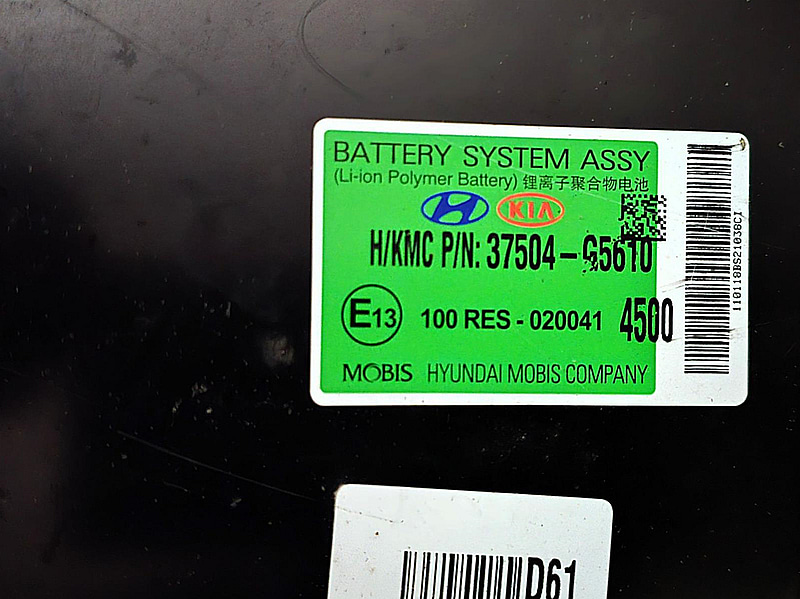 BATTERY SYSTEM ASSY
(Li-ion Polymer Battery) 锂离子聚合物电池
KIA
H/KMC P/N: 37504-G5610
E13 100 RES - 020041 4500
MOBIS HYUNDAI MOBIS COMPANY
110118BS21038CI
D61